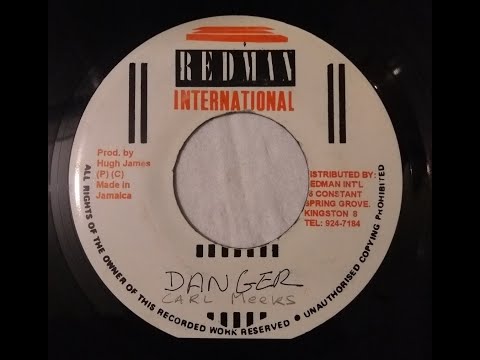 REDMAN
INTERNATIONAL
Prod. by
Hugh James
(P) (C)
Made in
Jamaica
DISTRIBUTED BY:
REDMAN INT'L
CONSTANT
SPRING GROVE.
KINGSTON 8
TEL: 924-7184
DANGER
CARL MEEKS
ALL RIGHTS OF THE OWNER OF THIS RECORDED WORK RESERVED • UNAUTHORISED COPYING PROHIBITED